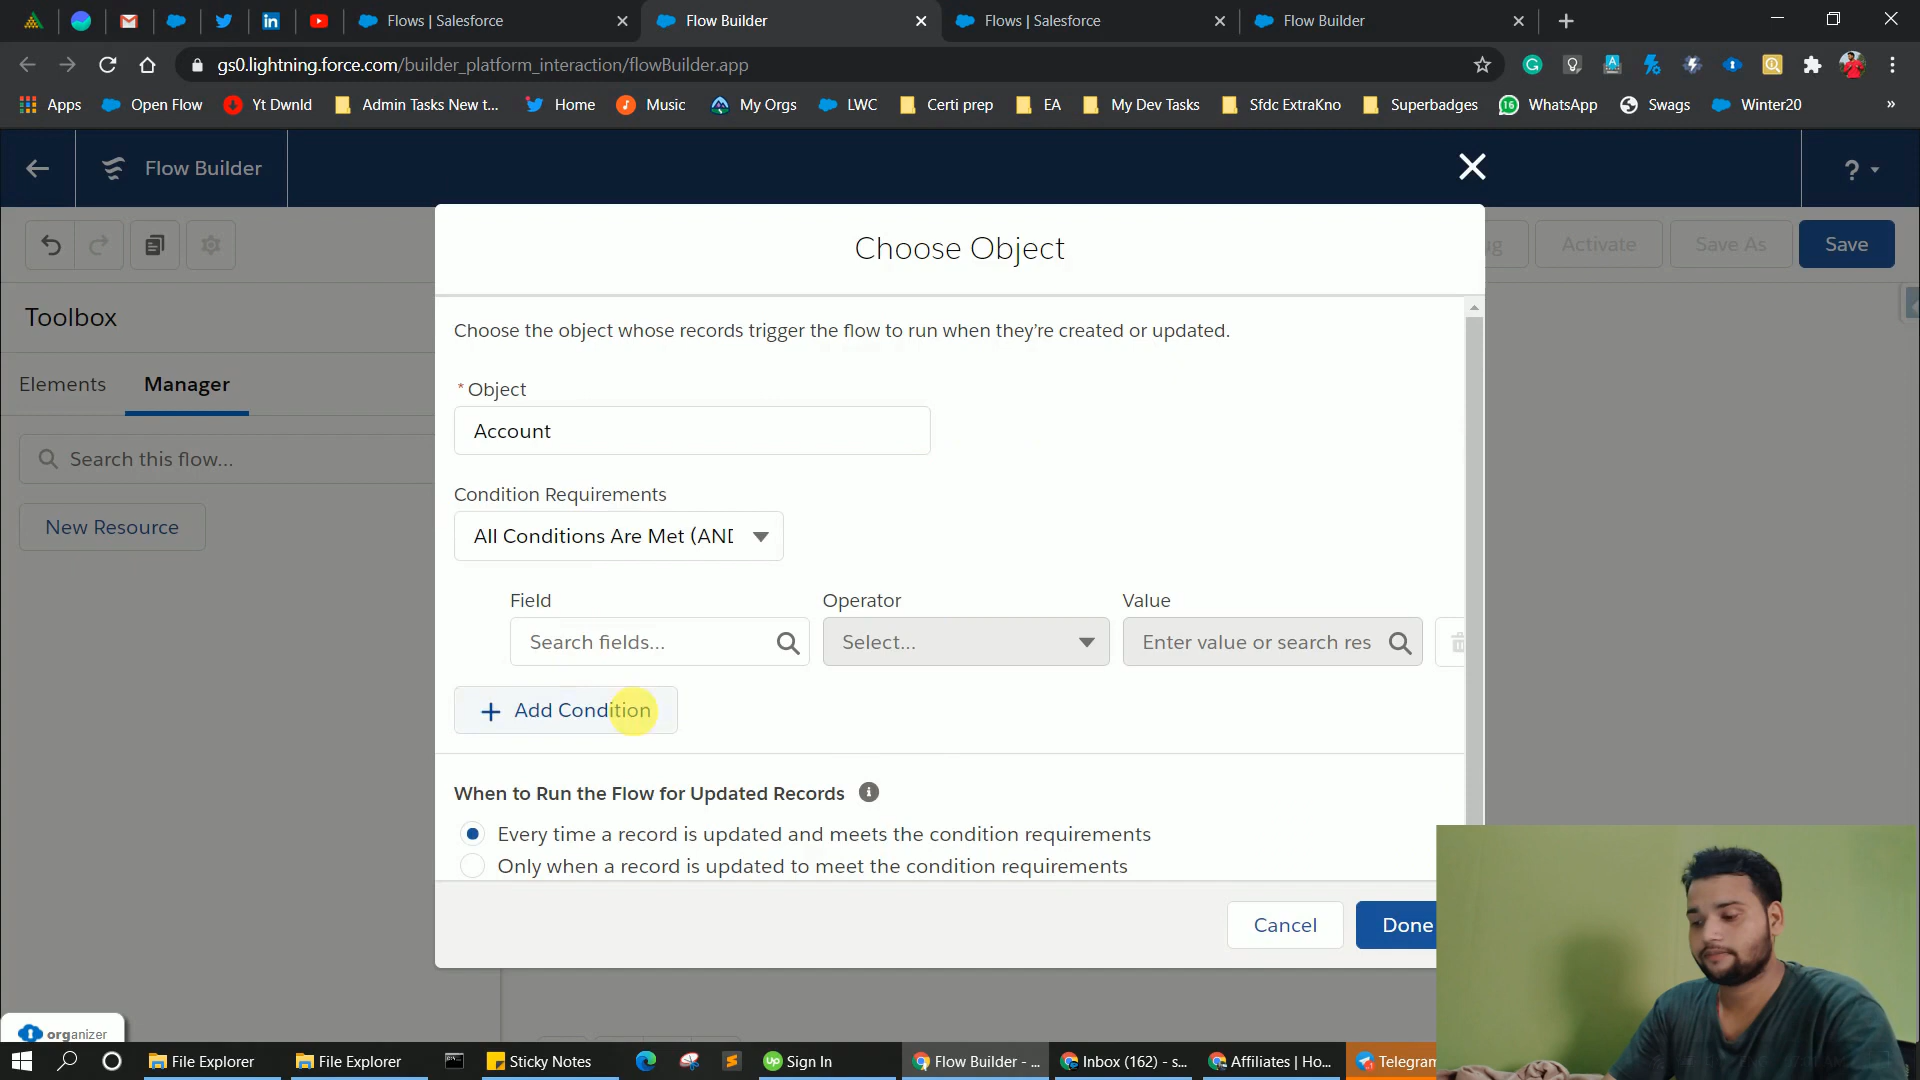 Flows | Salesforce
Flow Builder
Flows | Salesforce
Flow Builder
gs0.lightning.force.com/builder_platform_interaction/flowBuilder.app
Apps
Open Flow
Yt Dwnld
Admin Tasks New t...
Home
Music
My Orgs
LWC
Certi prep
EA
My Dev Tasks
Sfdc ExtraKno
Superbadges
WhatsApp
Swags
Winter20
»
Flow Builder
?
Activate
Save As
Save
Choose Object
Toolbox
Choose the object whose records trigger the flow to run when they're created or updated.
Elements
Manager
* Object
Account
Search this flow...
Condition Requirements
New Resource
All Conditions Are Met (AND
Field
Operator
Value
Search fields...
Select...
Enter value or search res
+ Add Condition
When to Run the Flow for Updated Records
Every time a record is updated and meets the condition requirements
Only when a record is updated to meet the condition requirements
Cancel
Done
organizer
File Explorer
File Explorer
Sticky Notes
Sign In
Flow Builder - ...
Inbox (162) - s...
Affiliates | Ho...
Telegram